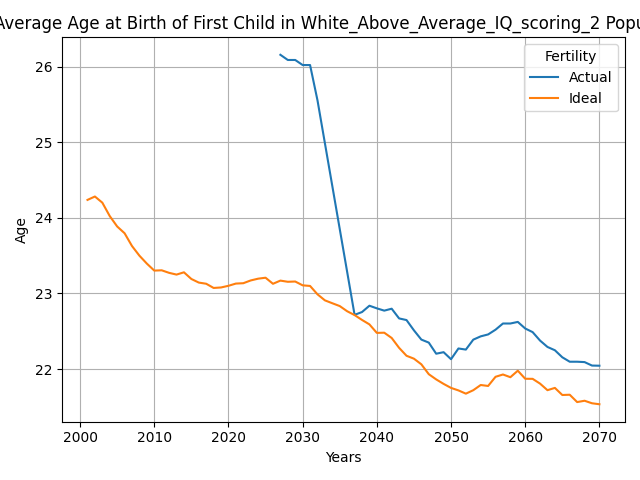 Average Age at Birth of First Child in White_Above_Average_IQ_scoring_2 Popu
Fertility
Actual
Ideal
26
25
24
23
22
Age
2000 2010 2020 2030 2040 2050 2060 2070
Years